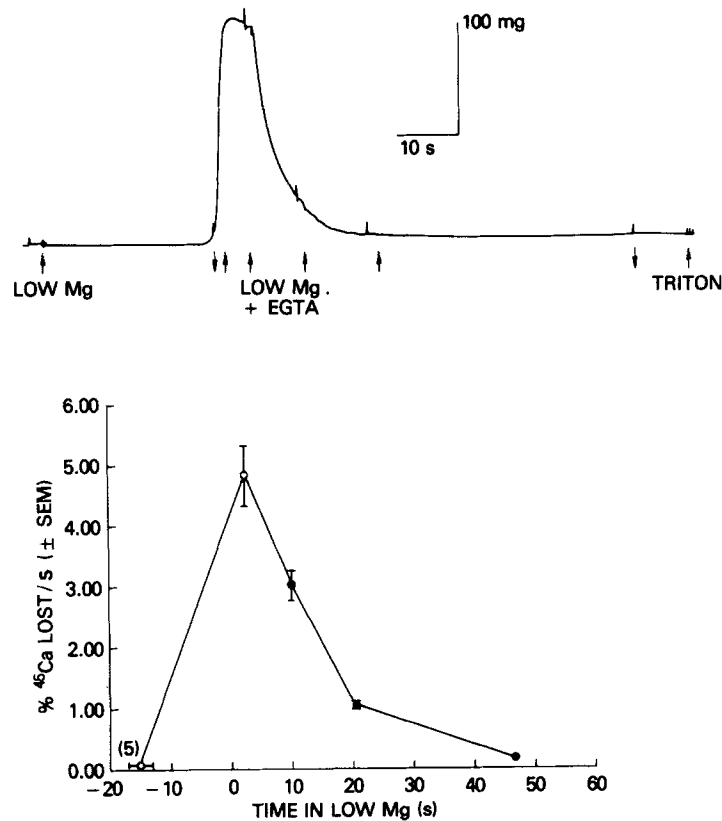 100 mg
10 s
LOW Mg
LOW Mg.
+ EGTA
TRITON
6.00
5.00
4.00
3.00
2.00
1.00
0.00
% 45Ca LOST/s (± SEM)
(5)
−20 −10 0 10 20 30 40 50 60
TIME IN LOW Mg (s)